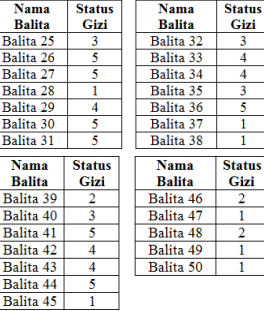 Nama Balita Status Gizi
Balita 25 3
Balita 26 5
Balita 27 5
Balita 28 1
Balita 29 4
Balita 30 5
Balita 31 5
Nama Balita Status Gizi
Balita 32 3
Balita 33 4
Balita 34 4
Balita 35 3
Balita 36 5
Balita 37 1
Balita 38 1
Nama Balita Status Gizi
Balita 39 2
Balita 40 3
Balita 41 5
Balita 42 4
Balita 43 4
Balita 44 5
Balita 45 1
Nama Balita Status Gizi
Balita 46 2
Balita 47 1
Balita 48 2
Balita 49 1
Balita 50 1